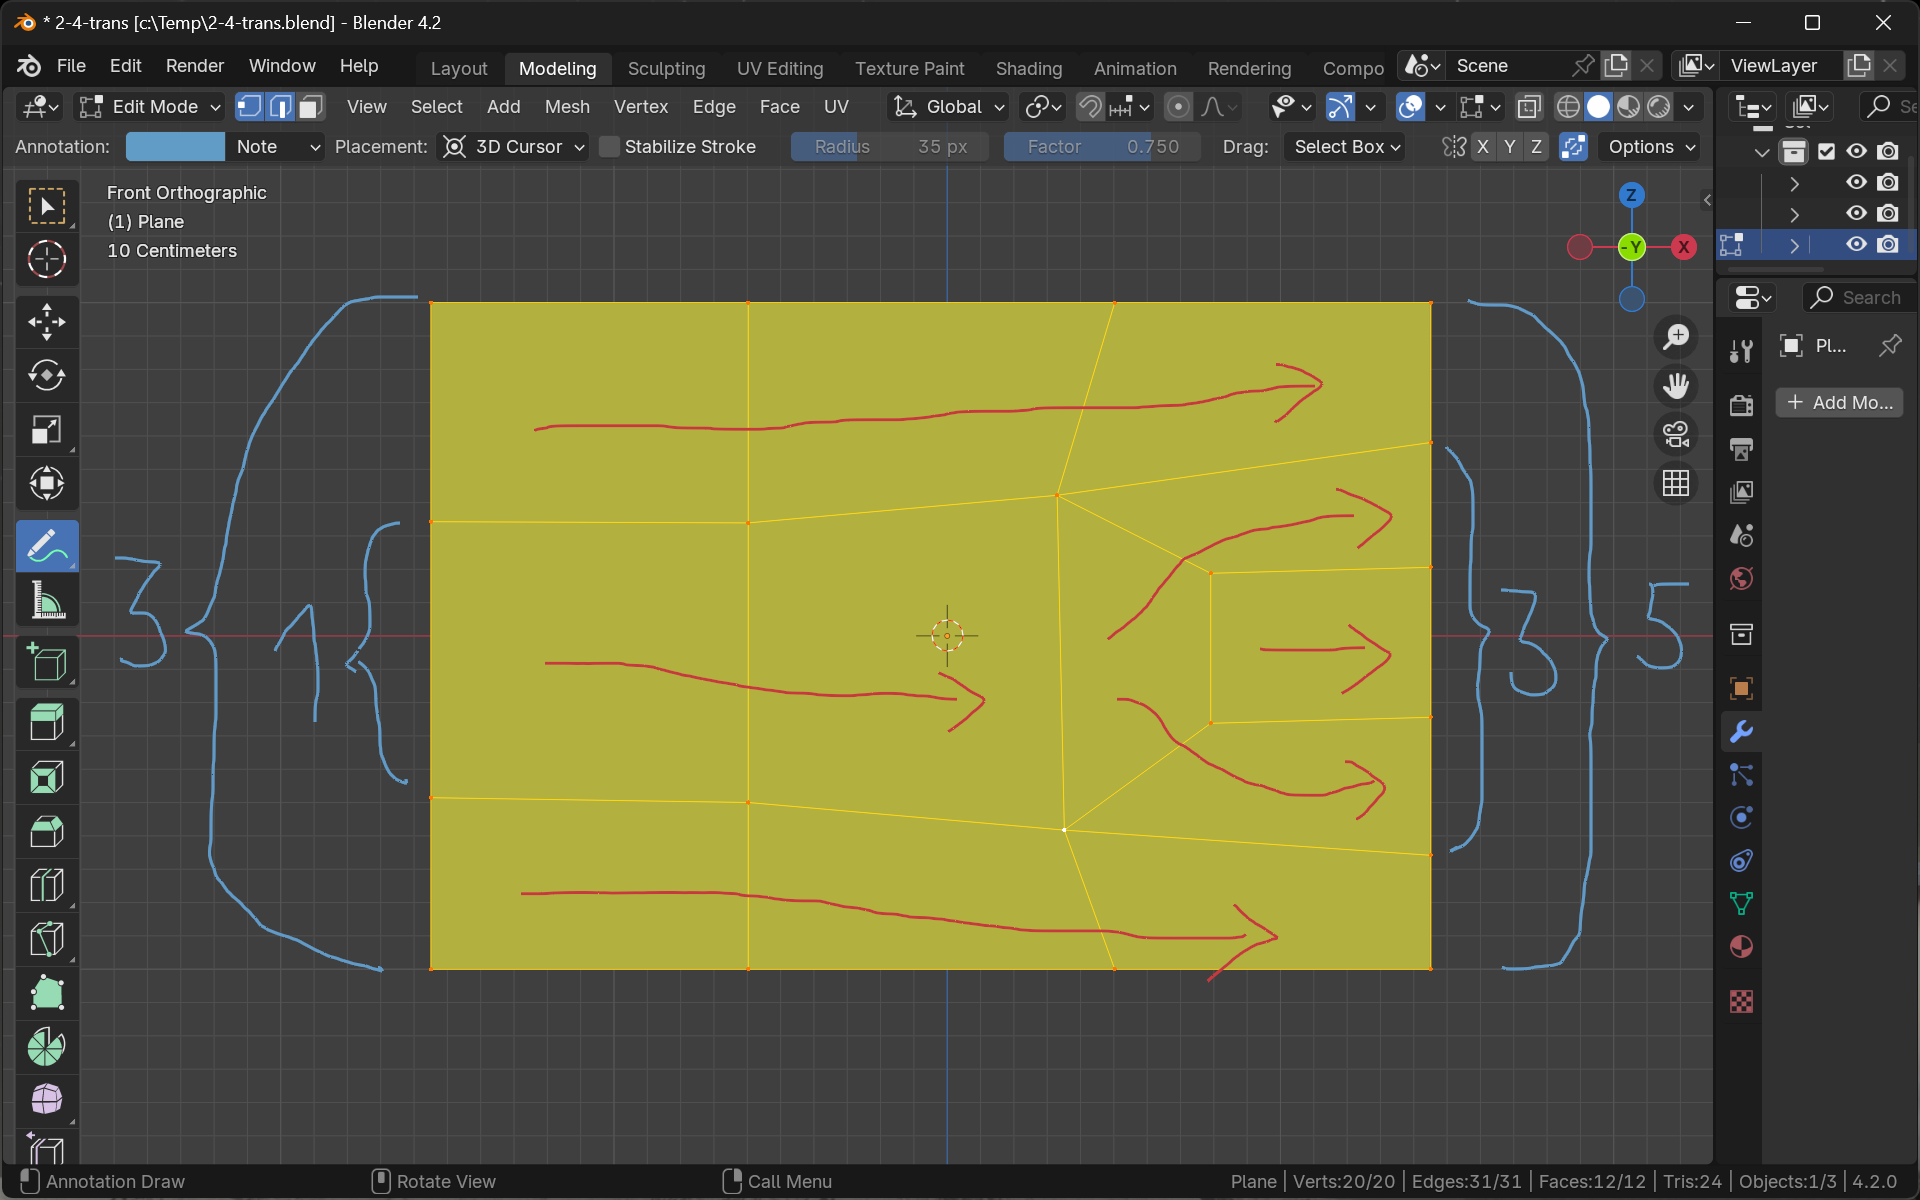 * 2-4-trans [c:\Temp\2-4-trans.blend] - Blender 4.2
File Edit Render Window Help Layout Modeling Sculpting UV Editing Texture Paint Shading Animation Rendering Compo Scene ViewLayer
Edit Mode View Select Add Mesh Vertex Edge Face UV Global
Annotation: Note Placement: 3D Cursor Stabilize Stroke Radius 35 px Factor 0.750 Drag: Select Box X Y Z Options
Front Orthographic
(1) Plane
10 Centimeters
Z
-Y X
Search
Pl...
+ Add Mo...
3 1 3 5
Annotation Draw Rotate View Call Menu Plane | Verts:20/20 | Edges:31/31 | Faces:12/12 | Tris:24 | Objects:1/3 | 4.2.0